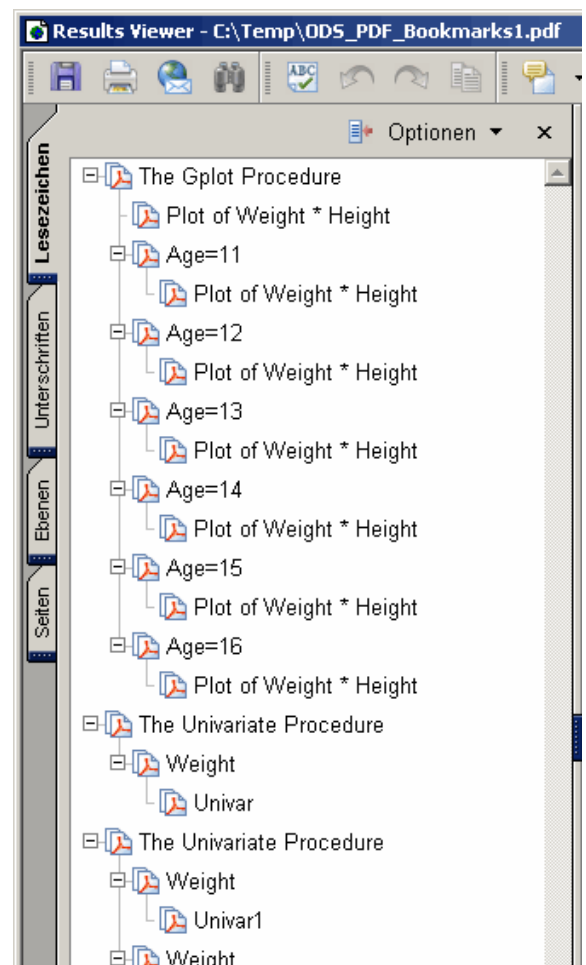 Results Viewer - C:\Temp\ODS_PDF_Bookmarks1.pdf
ABC
Optionen
Lesezeichen
Unterschriften
Ebenen
Seiten
The Gplot Procedure
Plot of Weight * Height
Age=11
Plot of Weight * Height
Age=12
Plot of Weight * Height
Age=13
Plot of Weight * Height
Age=14
Plot of Weight * Height
Age=15
Plot of Weight * Height
Age=16
Plot of Weight * Height
The Univariate Procedure
Weight
Univar
The Univariate Procedure
Weight
Univar1
Weight